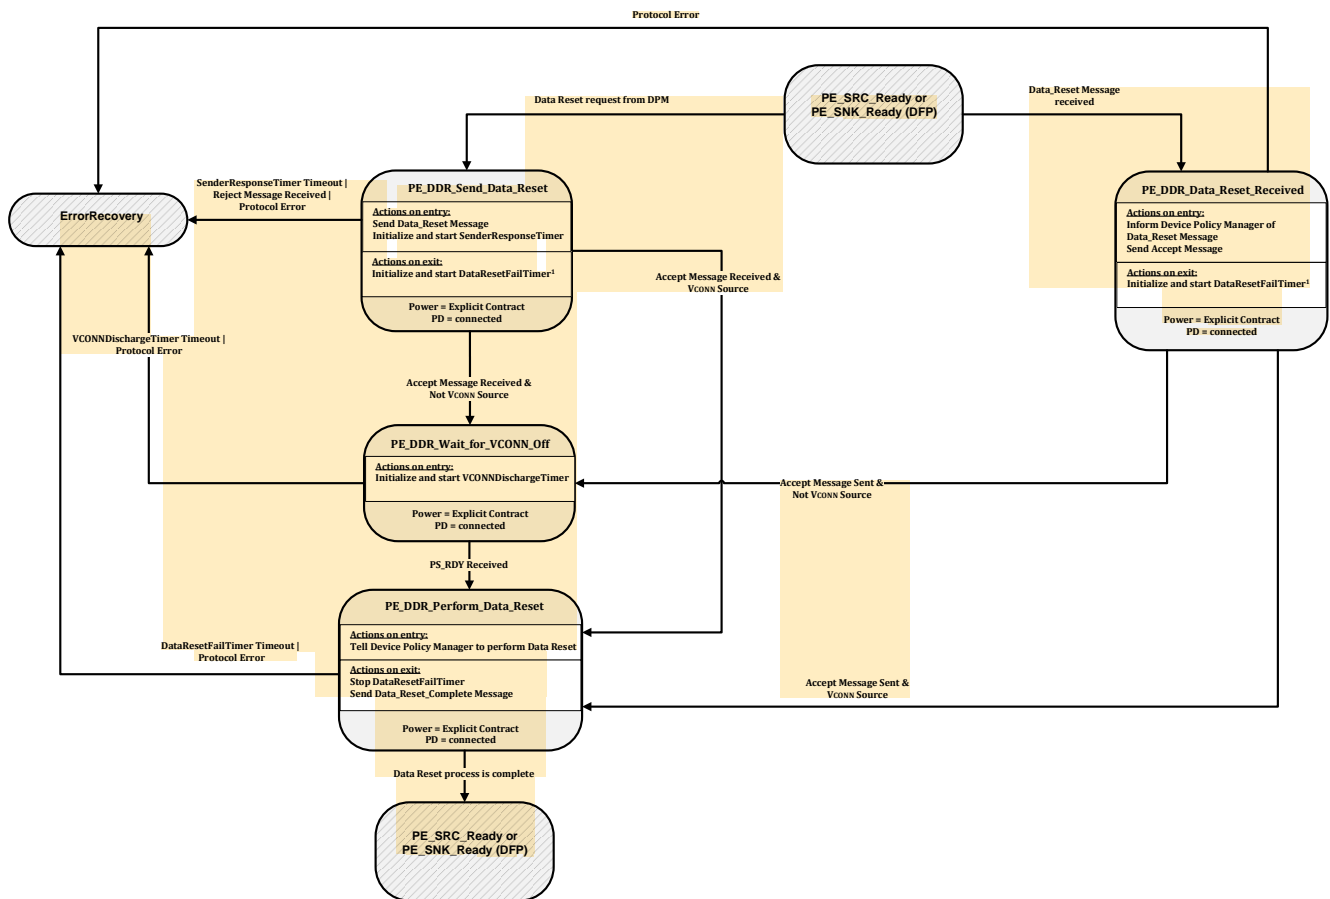 Protocol Error
Data Reset request from DPM
PE_SRC_Ready or
PE_SNK_Ready (DFP)
Data_Reset Message
received
SenderResponseTimer Timeout |
Reject Message Received |
Protocol Error
ErrorRecovery
PE_DDR_Send_Data_Reset
Actions on entry:
Send Data_Reset Message
Initialize and start SenderResponseTimer
Actions on exit:
Initialize and start DataResetFailTimer¹
Power = Explicit Contract
PD = connected
Accept Message Received &
VCONN Source
PE_DDR_Data_Reset_Received
Actions on entry:
Inform Device Policy Manager of
Data_Reset Message
Send Accept Message
Actions on exit:
Initialize and start DataResetFailTimer¹
Power = Explicit Contract
PD = connected
VCONNDischargeTimer Timeout |
Protocol Error
Accept Message Received &
Not VCONN Source
PE_DDR_Wait_for_VCONN_Off
Actions on entry:
Initialize and start VCONNDischargeTimer
Power = Explicit Contract
PD = connected
Accept Message Sent &
Not VCONN Source
PS_RDY Received
PE_DDR_Perform_Data_Reset
Actions on entry:
Tell Device Policy Manager to perform Data Reset
Actions on exit:
Stop DataResetFailTimer
Send Data_Reset_Complete Message
Power = Explicit Contract
PD = connected
DataResetFailTimer Timeout |
Protocol Error
Accept Message Sent &
VCONN Source
Data Reset process is complete
PE_SRC_Ready or
PE_SNK_Ready (DFP)